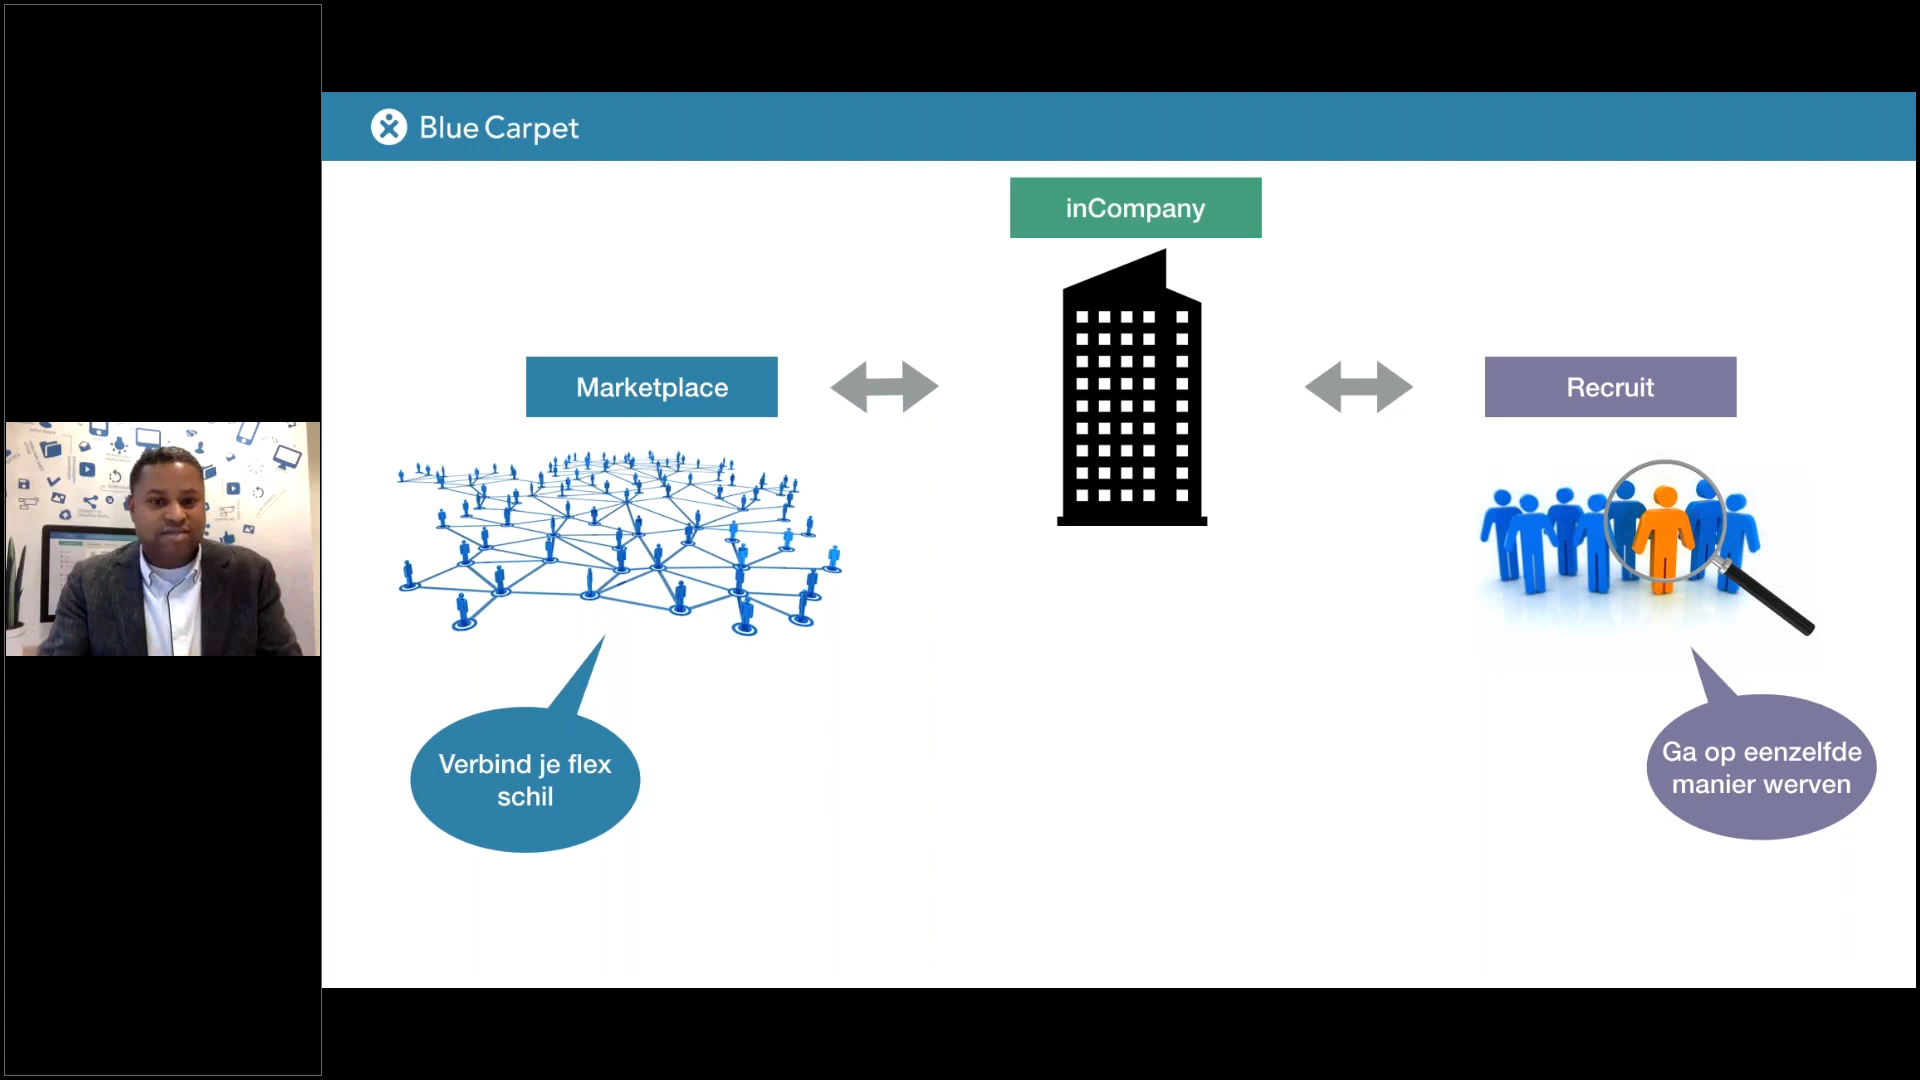 Blue Carpet
inCompany
Marketplace
Recruit
Verbind je flex
schil
Ga op eenzelfde
manier werven